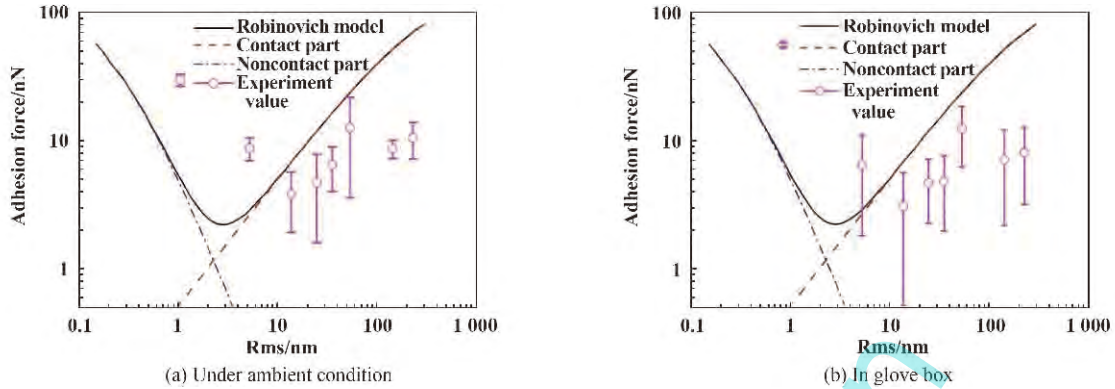 100
10
1
Adhesion force/nN
Robinovich model
Contact part
Noncontact part
Experiment
value
0.1
1
10
100
1 000
Rms/nm
(a) Under ambient condition
100
10
1
Adhesion force/nN
Robinovich model
Contact part
Noncontact part
Experiment
value
0.1
1
10
100
1 000
Rms/nm
(b) In glove box